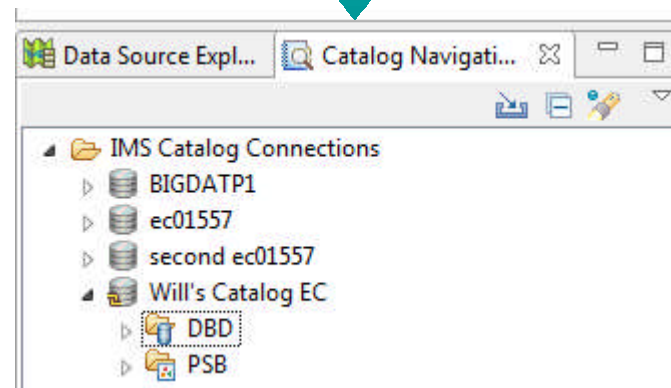 Data Source Expl... Catalog Navigati...
IMS Catalog Connections
BIGDATP1
ec01557
second ec01557
Will's Catalog EC
DBD
PSB